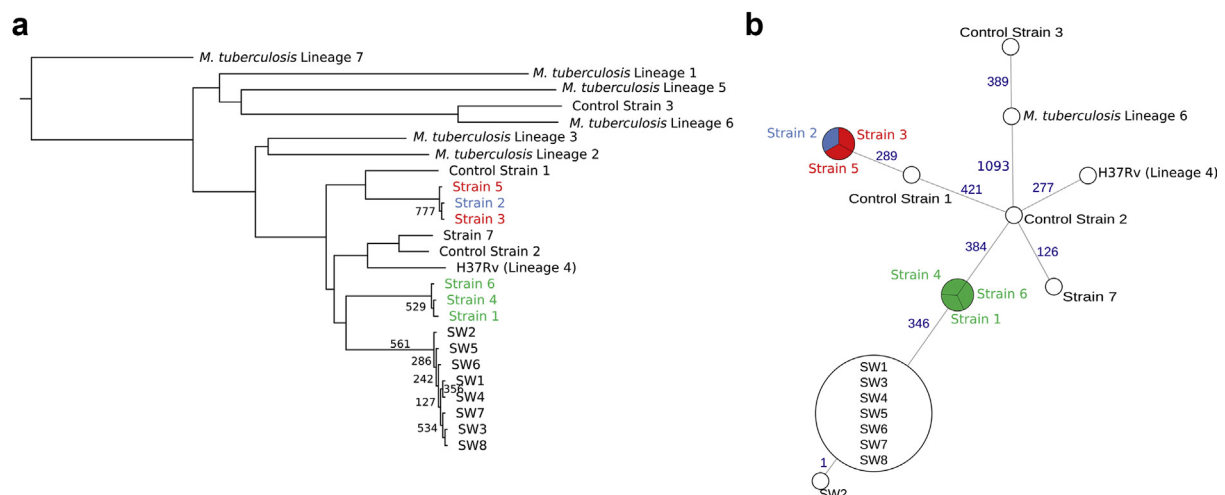 a
M. tuberculosis Lineage 7
M. tuberculosis Lineage 1
M. tuberculosis Lineage 5
Control Strain 3
M. tuberculosis Lineage 6
M. tuberculosis Lineage 3
M. tuberculosis Lineage 2
Control Strain 1
Strain 5
Strain 2
777
Strain 3
Strain 7
Control Strain 2
H37Rv (Lineage 4)
Strain 6
Strain 4
529
Strain 1
SW2
561
SW5
286
SW6
242
SW1
356
SW4
127
SW7
534
SW3
SW8
b
Control Strain 3
389
M. tuberculosis Lineage 6
Strain 2
Strain 3
Strain 5
289
1093
277
H37Rv (Lineage 4)
421
Control Strain 1
Control Strain 2
384
126
Strain 4
Strain 6
Strain 7
Strain 1
346
SW1
SW3
SW4
SW5
SW6
SW7
SW8
1
SW2